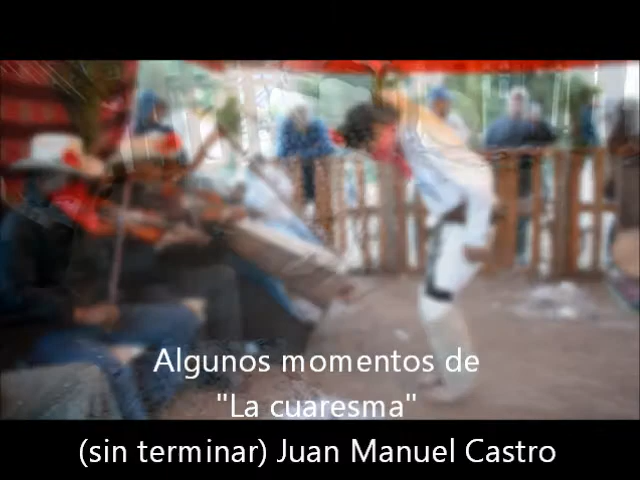 Algunos momentos de
"La cuaresma"
(sin terminar) Juan Manuel Castro